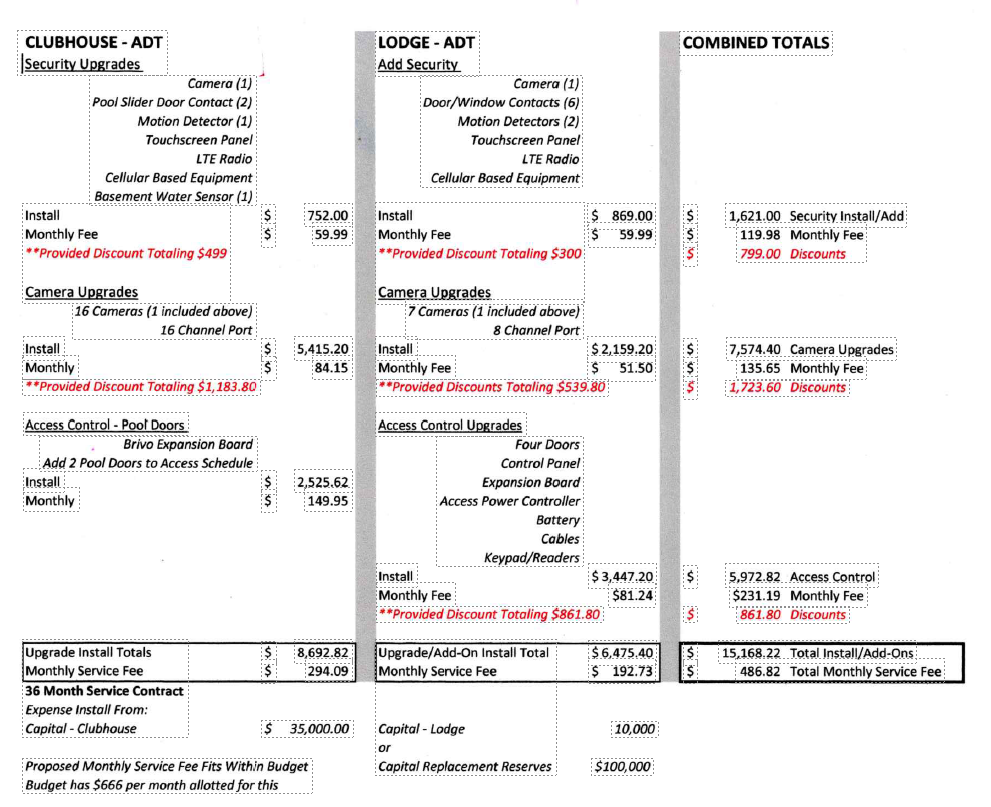 CLUBHOUSE - ADT
Security Upgrades
Camera (1)
Pool Slider Door Contact (2)
Motion Detector (1)
Touchscreen Panel
LTE Radio
Cellular Based Equipment
Basement Water Sensor (1)
Install $ 752.00
Monthly Fee $ 59.99
**Provided Discount Totaling $499
Camera Upgrades
16 Cameras (1 included above)
16 Channel Port
Install $ 5,415.20
Monthly $ 84.15
**Provided Discount Totaling $1,183.80
Access Control - Pool Doors
Brivo Expansion Board
Add 2 Pool Doors to Access Schedule
Install $ 2,525.62
Monthly $ 149.95
Upgrade Install Totals $ 8,692.82
Monthly Service Fee $ 294.09
36 Month Service Contract
Expense Install From:
Capital - Clubhouse $ 35,000.00
Proposed Monthly Service Fee Fits Within Budget
Budget has $666 per month allotted for this
LODGE - ADT
Add Security
Camera (1)
Door/Window Contacts (6)
Motion Detectors (2)
Touchscreen Panel
LTE Radio
Cellular Based Equipment
Install $ 869.00
Monthly Fee $ 59.99
**Provided Discount Totaling $300
Camera Upgrades
7 Cameras (1 included above)
8 Channel Port
Install $ 2,159.20
Monthly Fee $ 51.50
**Provided Discounts Totaling $539.80
Access Control Upgrades
Four Doors
Control Panel
Expansion Board
Access Power Controller
Battery
Cables
Keypad/Readers
Install $ 3,447.20
Monthly Fee $81.24
**Provided Discount Totaling $861.80
Upgrade/Add-On Install Total $ 6,475.40
Monthly Service Fee $ 192.73
Capital - Lodge 10,000
or
Capital Replacement Reserves $100,000
COMBINED TOTALS
$ 1,621.00 Security Install/Add
$ 119.98 Monthly Fee
$ 799.00 Discounts
$ 7,574.40 Camera Upgrades
$ 135.65 Monthly Fee
$ 1,723.60 Discounts
$ 5,972.82 Access Control
$231.19 Monthly Fee
$ 861.80 Discounts
$ 15,168.22 Total Install/Add-Ons
$ 486.82 Total Monthly Service Fee